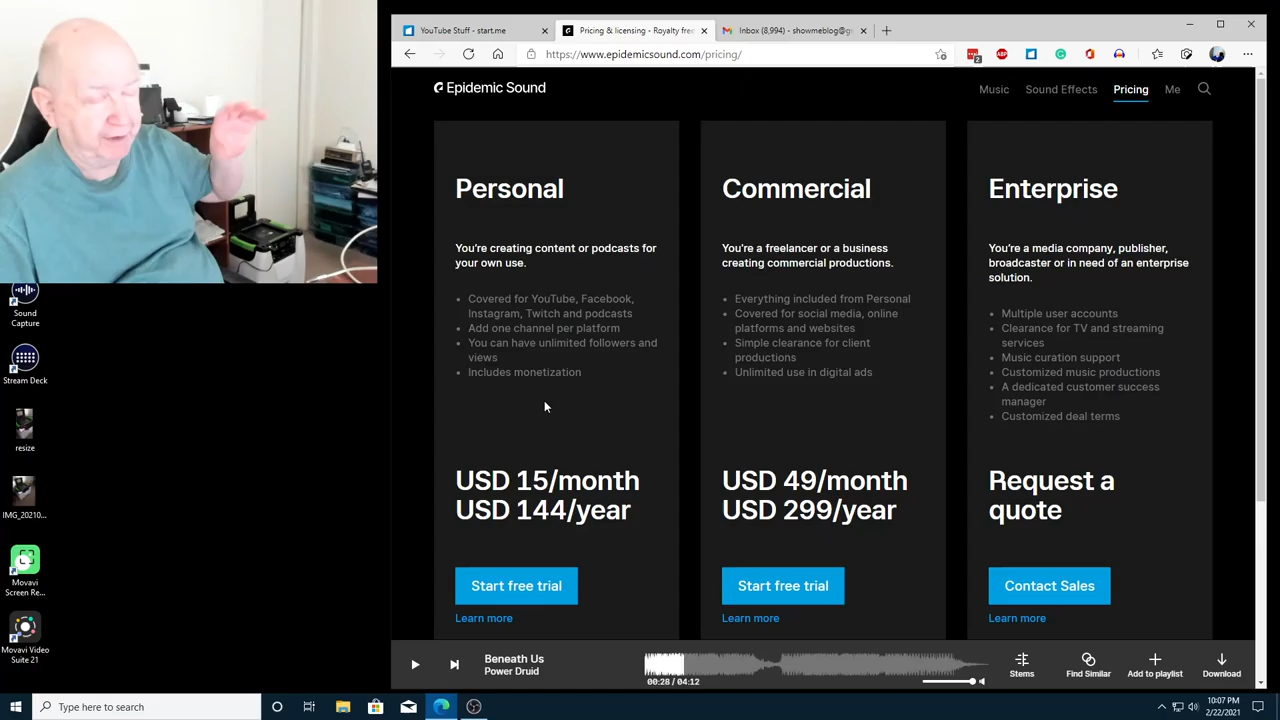 YouTube Stuff - start.me
Pricing & licensing - Royalty free
Inbox (8,994) - showmeblog@g
https://www.epidemicsound.com/pricing/
2
ABP
Epidemic Sound
Music
Sound Effects
Pricing
Me
Personal
You're creating content or podcasts for
your own use.
Covered for YouTube, Facebook,
Instagram, Twitch and podcasts
Add one channel per platform
You can have unlimited followers and
views
Includes monetization
USD 15/month
USD 144/year
Start free trial
Learn more
Commercial
You're a freelancer or a business
creating commercial productions.
Everything included from Personal
Covered for social media, online
platforms and websites
Simple clearance for client
productions
Unlimited use in digital ads
USD 49/month
USD 299/year
Start free trial
Learn more
Enterprise
You're a media company, publisher,
broadcaster or in need of an enterprise
solution.
Multiple user accounts
Clearance for TV and streaming
services
Music curation support
Customized music productions
A dedicated customer success
manager
Customized deal terms
Request a
quote
Contact Sales
Learn more
Beneath Us
Power Druid
00:28 / 04:12
Stems
Find Similar
Add to playlist
Download
Sound
Capture
Stream Deck
resize
IMG_20210...
Movavi
Screen Re...
Movavi Video
Suite 21
Type here to search
10:07 PM
2/22/2021